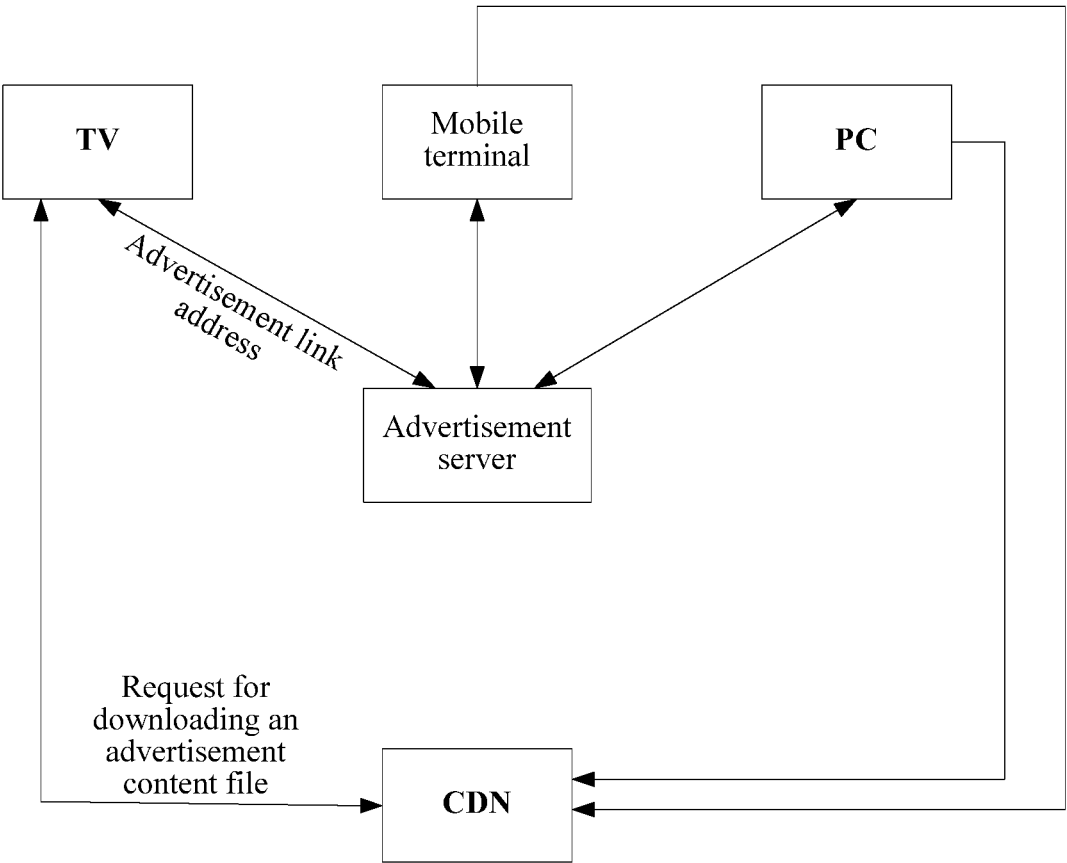 TV
Mobile
terminal
PC
Advertisement link
address
Advertisement
server
Request for
downloading an
advertisement
content file
CDN